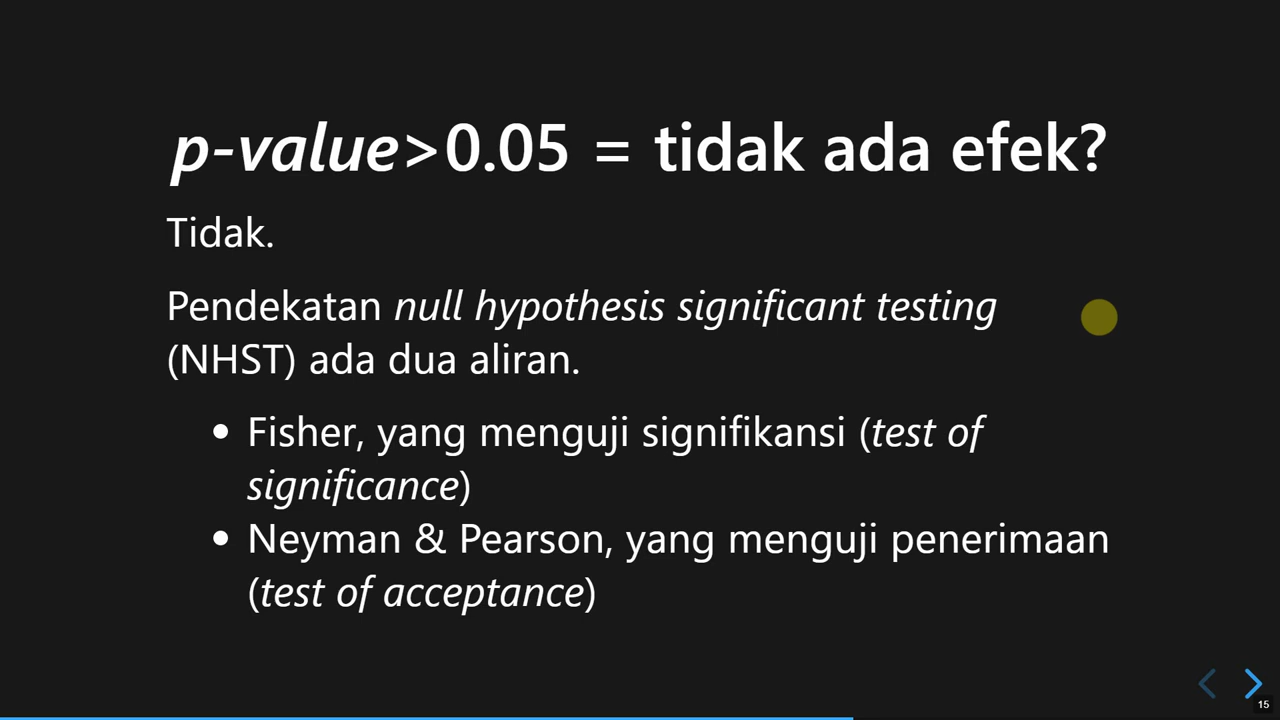 p-value>0.05 = tidak ada efek?
Tidak.
Pendekatan null hypothesis significant testing
(NHST) ada dua aliran.
• Fisher, yang menguji signifikansi (test of
significance)
• Neyman & Pearson, yang menguji penerimaan
(test of acceptance)
15